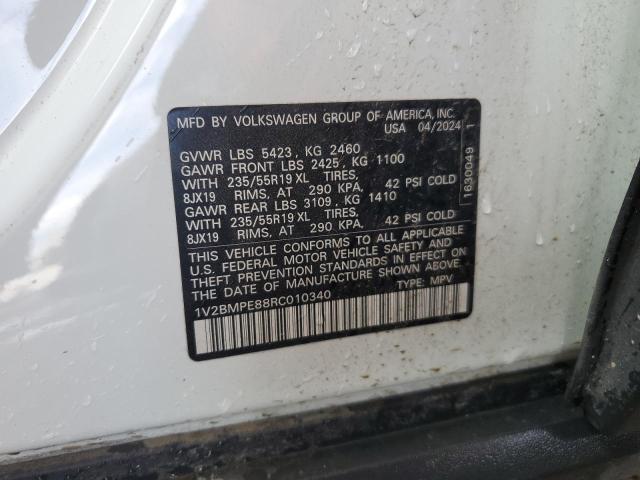 MFD BY VOLKSWAGEN GROUP OF AMERICA, INC.
USA 04/2024
GVWR LBS 5423, KG 2460
GAWR FRONT LBS 2425, KG 1100
WITH 235/55R19 XL TIRES,
8JX19 RIMS, AT 290 KPA, 42 PSI COLD
GAWR REAR LBS 3109, KG 1410
WITH 235/55R19 XL TIRES,
8JX19 RIMS, AT 290 KPA, 42 PSI COLD
THIS VEHICLE CONFORMS TO ALL APPLICABLE
U.S. FEDERAL MOTOR VEHICLE SAFETY AND
THEFT PREVENTION STANDARDS IN EFFECT ON
THE DATE OF MANUFACTURE SHOWN ABOVE.
1V2BMPE88RC010340 TYPE: MPV
1630049 1